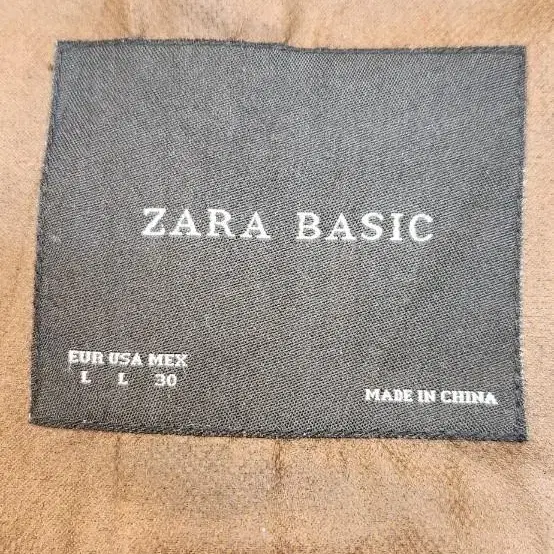 ZARA BASIC
EUR USA MEX
L L 30
MADE IN CHINA